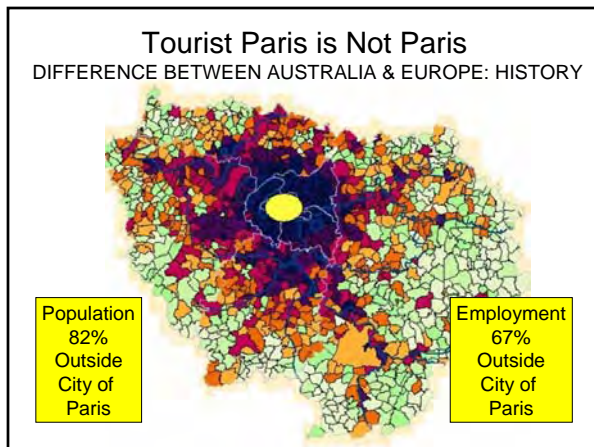 Tourist Paris is Not Paris
DIFFERENCE BETWEEN AUSTRALIA & EUROPE: HISTORY
Population
82%
Outside
City of
Paris
Employment
67%
Outside
City of
Paris